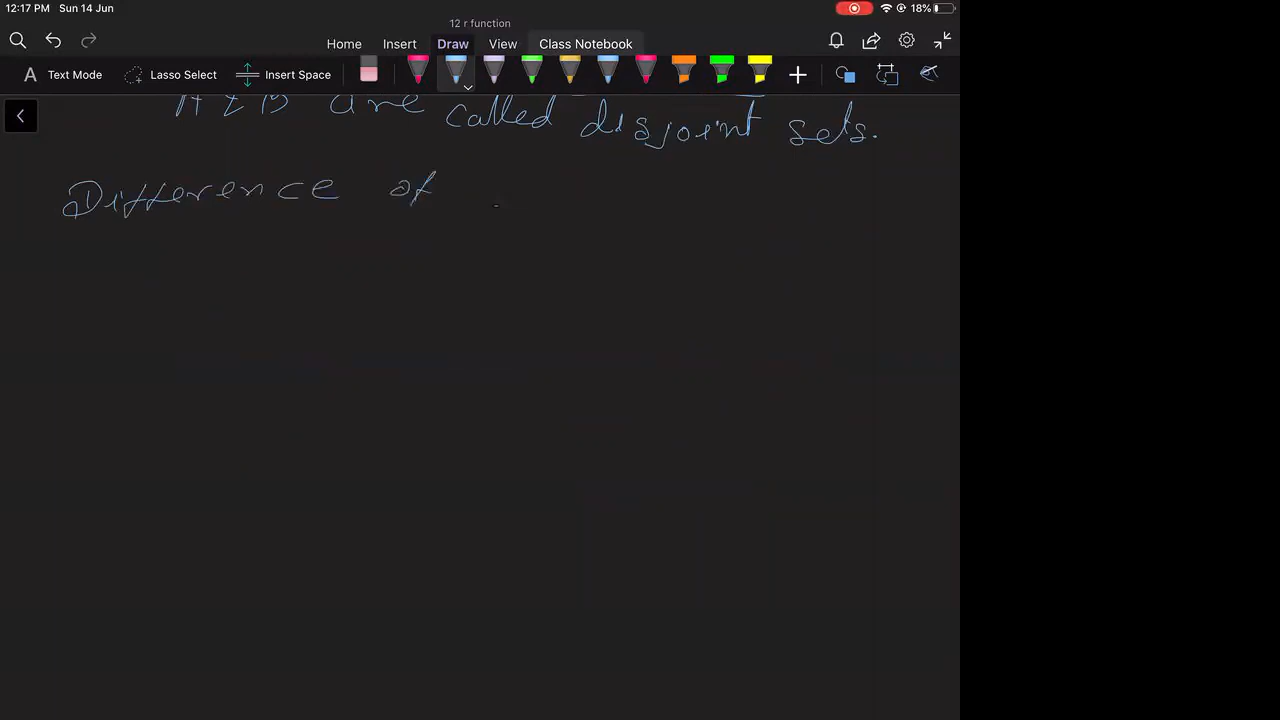 12:17 PM Sun 14 Jun 18%
12 r function
Home Insert Draw View Class Notebook
A Text Mode Lasso Select Insert Space
A & B are called disjoint sets.
Difference of